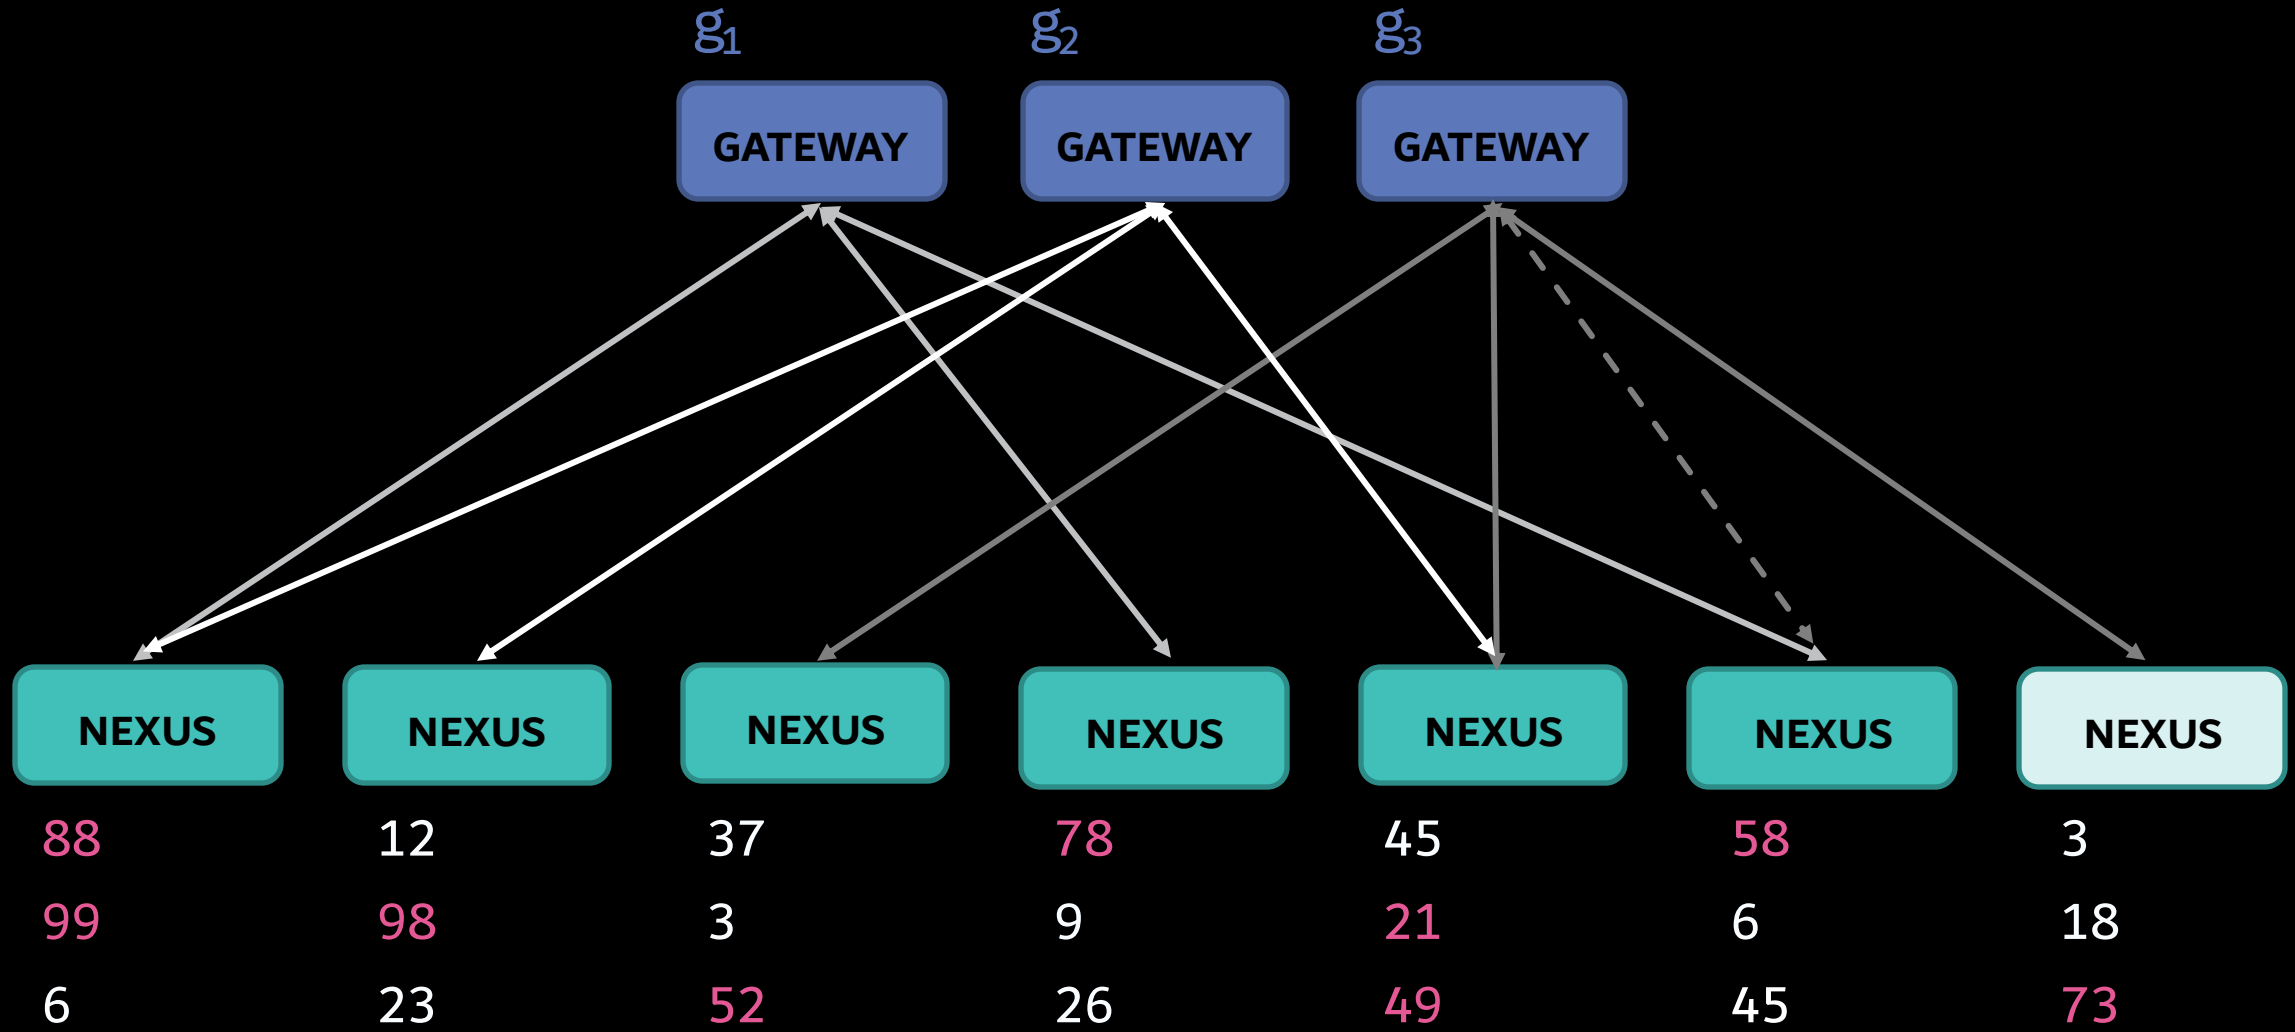 g1 g2 g3
GATEWAY GATEWAY GATEWAY
NEXUS NEXUS NEXUS NEXUS NEXUS NEXUS NEXUS
88 12 37 78 45 58 3
99 98 3 9 21 6 18
6 23 52 26 49 45 73